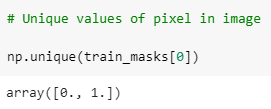 # Unique values of pixel in image
np.unique(train_masks[0])
array([0., 1.])